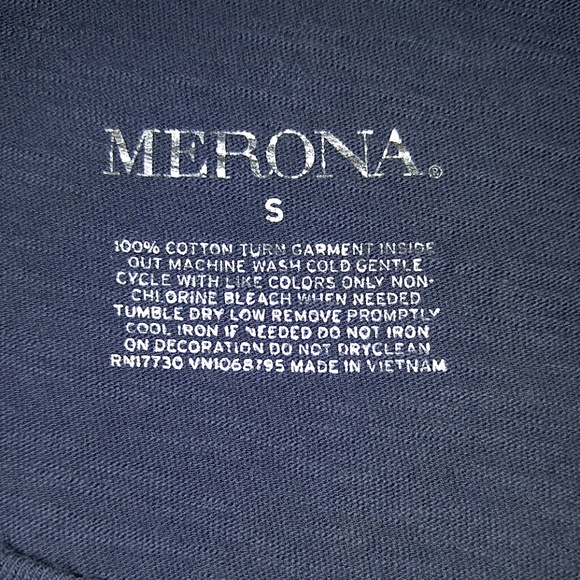 MERONA®
S
100% COTTON TURN GARMENT INSIDE
OUT MACHINE WASH COLD GENTLE
CYCLE WITH LIKE COLORS ONLY NON-
CHLORINE BLEACH WHEN NEEDED
TUMBLE DRY LOW REMOVE PROMPTLY
COOL IRON IF NEEDED DO NOT IRON
ON DECORATION DO NOT DRYCLEAN
RN17730 VN1068795 MADE IN VIETNAM